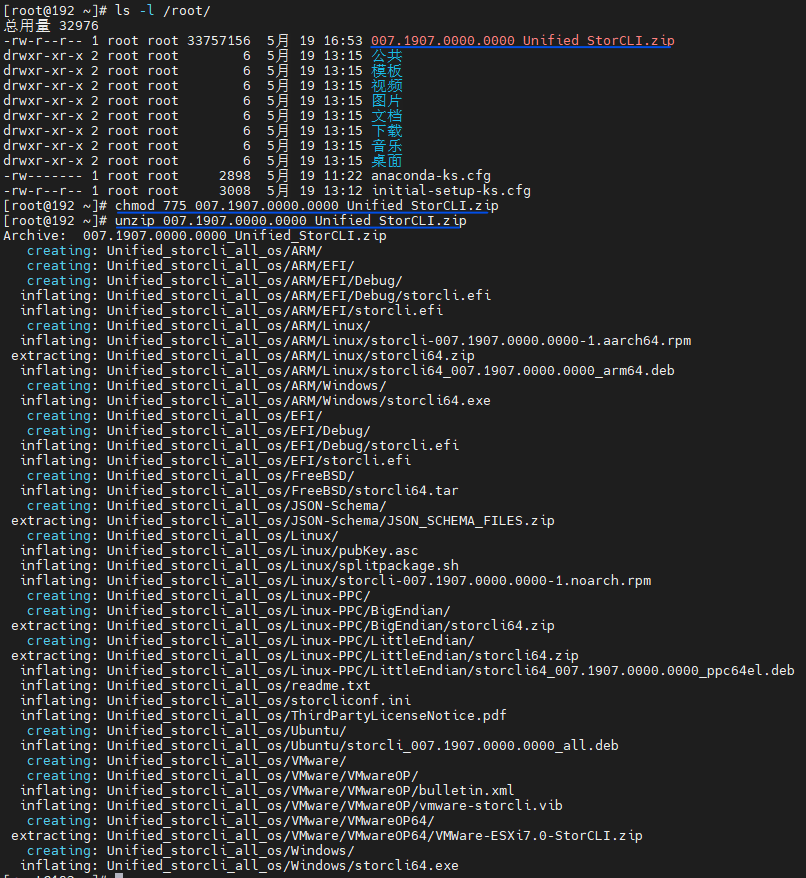 [root@192 ~]# ls -l /root/
总用量 32976
-rw-r--r-- 1 root root 33757156  5月 19 16:53 007.1907.0000.0000_Unified_StorCLI.zip
drwxr-xr-x 2 root root        6  5月 19 13:15 公共
drwxr-xr-x 2 root root        6  5月 19 13:15 模板
drwxr-xr-x 2 root root        6  5月 19 13:15 视频
drwxr-xr-x 2 root root        6  5月 19 13:15 图片
drwxr-xr-x 2 root root        6  5月 19 13:15 文档
drwxr-xr-x 2 root root        6  5月 19 13:15 下载
drwxr-xr-x 2 root root        6  5月 19 13:15 音乐
drwxr-xr-x 2 root root        6  5月 19 13:15 桌面
-rw------- 1 root root     2898  5月 19 11:22 anaconda-ks.cfg
-rw-r--r-- 1 root root     3008  5月 19 13:12 initial-setup-ks.cfg
[root@192 ~]# chmod 775 007.1907.0000.0000_Unified_StorCLI.zip
[root@192 ~]# unzip 007.1907.0000.0000_Unified_StorCLI.zip
Archive:  007.1907.0000.0000_Unified_StorCLI.zip
   creating: Unified_storcli_all_os/ARM/
   creating: Unified_storcli_all_os/ARM/EFI/
   creating: Unified_storcli_all_os/ARM/EFI/Debug/
  inflating: Unified_storcli_all_os/ARM/EFI/Debug/storcli.efi
  inflating: Unified_storcli_all_os/ARM/EFI/storcli.efi
   creating: Unified_storcli_all_os/ARM/Linux/
  inflating: Unified_storcli_all_os/ARM/Linux/storcli-007.1907.0000.0000-1.aarch64.rpm
 extracting: Unified_storcli_all_os/ARM/Linux/storcli64.zip
  inflating: Unified_storcli_all_os/ARM/Linux/storcli64_007.1907.0000.0000_arm64.deb
   creating: Unified_storcli_all_os/ARM/Windows/
  inflating: Unified_storcli_all_os/ARM/Windows/storcli64.exe
   creating: Unified_storcli_all_os/EFI/
   creating: Unified_storcli_all_os/EFI/Debug/
  inflating: Unified_storcli_all_os/EFI/Debug/storcli.efi
  inflating: Unified_storcli_all_os/EFI/storcli.efi
   creating: Unified_storcli_all_os/FreeBSD/
  inflating: Unified_storcli_all_os/FreeBSD/storcli64.tar
   creating: Unified_storcli_all_os/JSON-Schema/
 extracting: Unified_storcli_all_os/JSON-Schema/JSON_SCHEMA_FILES.zip
   creating: Unified_storcli_all_os/Linux/
  inflating: Unified_storcli_all_os/Linux/pubKey.asc
  inflating: Unified_storcli_all_os/Linux/splitpackage.sh
  inflating: Unified_storcli_all_os/Linux/storcli-007.1907.0000.0000-1.noarch.rpm
   creating: Unified_storcli_all_os/Linux-PPC/
   creating: Unified_storcli_all_os/Linux-PPC/BigEndian/
 extracting: Unified_storcli_all_os/Linux-PPC/BigEndian/storcli64.zip
   creating: Unified_storcli_all_os/Linux-PPC/LittleEndian/
 extracting: Unified_storcli_all_os/Linux-PPC/LittleEndian/storcli64.zip
  inflating: Unified_storcli_all_os/Linux-PPC/LittleEndian/storcli64_007.1907.0000.0000_ppc64el.deb
  inflating: Unified_storcli_all_os/readme.txt
  inflating: Unified_storcli_all_os/storcliconf.ini
  inflating: Unified_storcli_all_os/ThirdPartyLicenseNotice.pdf
   creating: Unified_storcli_all_os/Ubuntu/
  inflating: Unified_storcli_all_os/Ubuntu/storcli_007.1907.0000.0000_all.deb
   creating: Unified_storcli_all_os/VMware/
   creating: Unified_storcli_all_os/VMware/VMwareOP/
  inflating: Unified_storcli_all_os/VMware/VMwareOP/bulletin.xml
  inflating: Unified_storcli_all_os/VMware/VMwareOP/vmware-storcli.vib
   creating: Unified_storcli_all_os/VMware/VMwareOP64/
 extracting: Unified_storcli_all_os/VMware/VMwareOP64/VMWare-ESXi7.0-StorCLI.zip
   creating: Unified_storcli_all_os/Windows/
  inflating: Unified_storcli_all_os/Windows/storcli64.exe